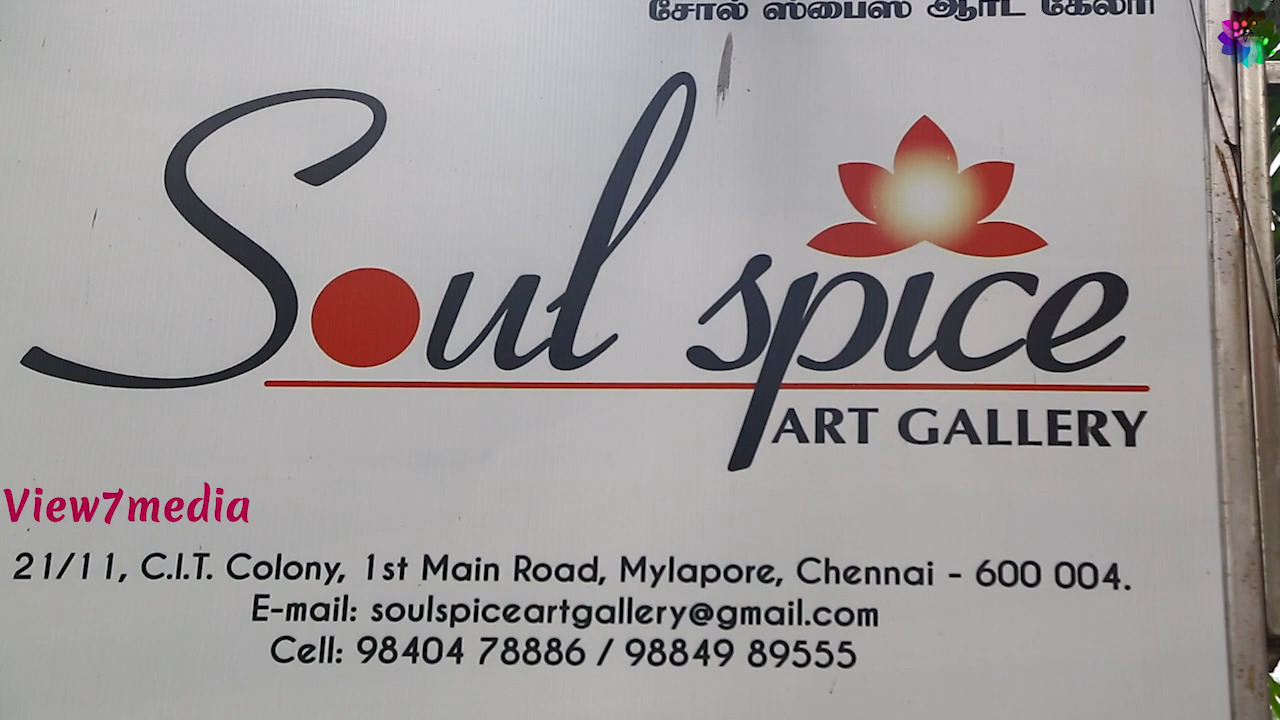 சோல் ஸ்பைஸ் ஆர்ட் கேலரி
Soul spice
ART GALLERY
View7media
21/11, C.I.T. Colony, 1st Main Road, Mylapore, Chennai - 600 004.
E-mail: soulspiceartgallery@gmail.com
Cell: 98404 78886 / 98849 89555